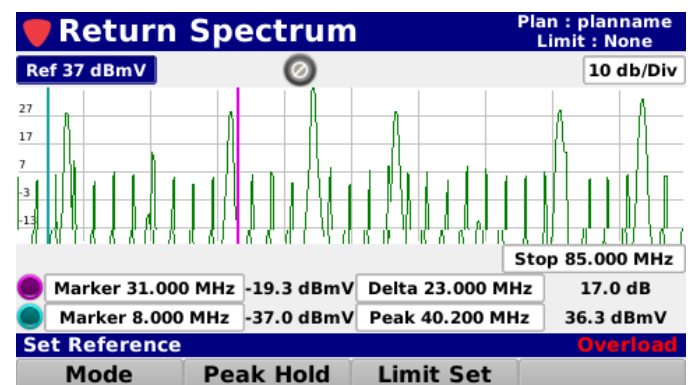 Return Spectrum
Plan : planname
Limit : None
Ref 37 dBmV
10 db/Div
27
17
7
-3
-13
Stop 85.000 MHz
Marker 31.000 MHz -19.3 dBmV Delta 23.000 MHz 17.0 dB
Marker 8.000 MHz -37.0 dBmV Peak 40.200 MHz 36.3 dBmV
Set Reference Overload
Mode Peak Hold Limit Set